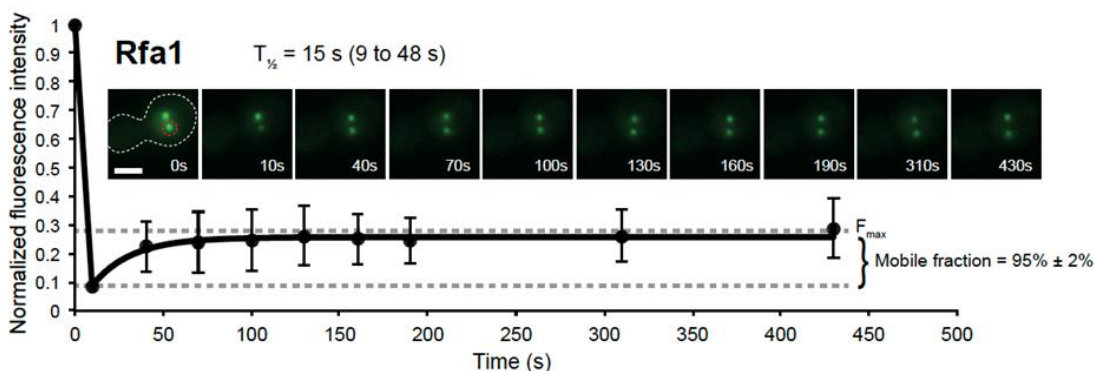 Rfa1
T½ = 15 s (9 to 48 s)
Normalized fluorescence intensity
1
0.9
0.8
0.7
0.6
0.5
0.4
0.3
0.2
0.1
0
0s
10s
40s
70s
100s
130s
160s
190s
310s
430s
Fmax
Mobile fraction = 95% ± 2%
0 50 100 150 200 250 300 350 400 450 500
Time (s)